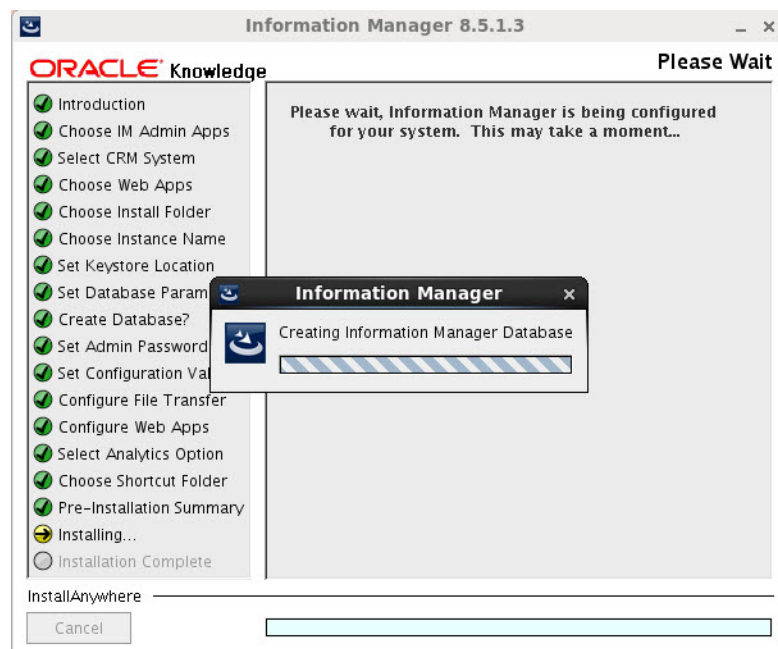 Information Manager 8.5.1.3
ORACLE Knowledge
Please Wait
Introduction
Choose IM Admin Apps
Select CRM System
Choose Web Apps
Choose Install Folder
Choose Instance Name
Set Keystore Location
Set Database Param
Create Database?
Set Admin Password
Set Configuration Val
Configure File Transfer
Configure Web Apps
Select Analytics Option
Choose Shortcut Folder
Pre-Installation Summary
Installing...
Installation Complete
Please wait, Information Manager is being configured
for your system. This may take a moment...
Information Manager
Creating Information Manager Database
InstallAnywhere
Cancel